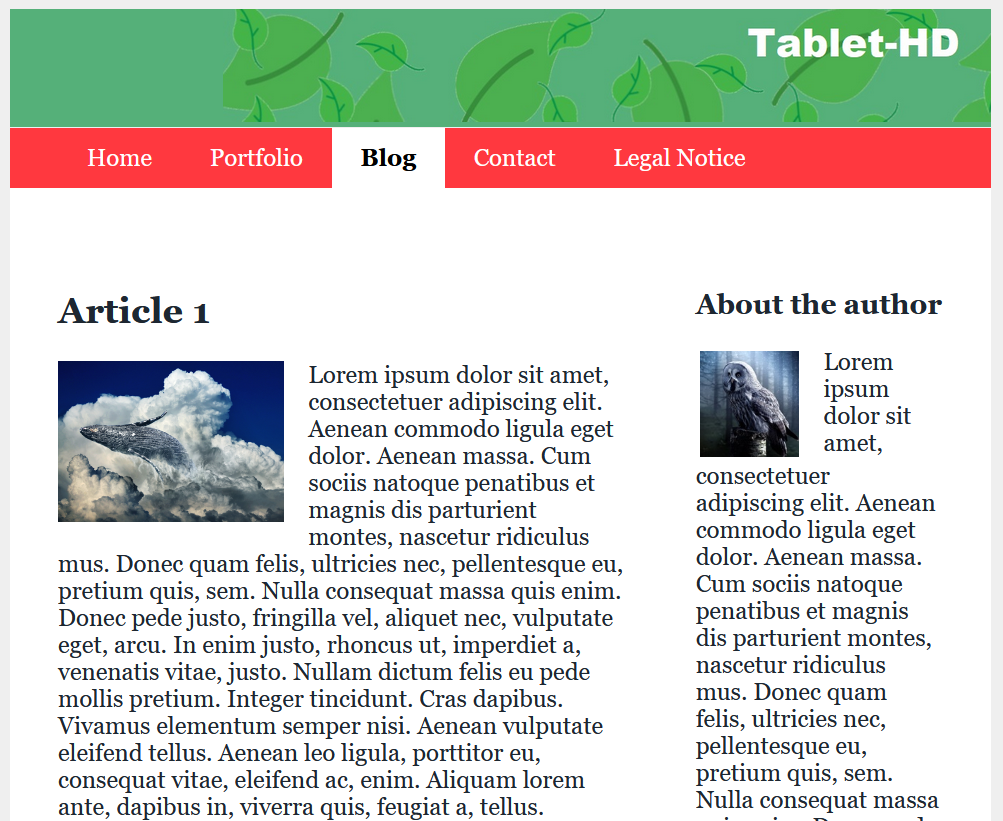 Tablet-HD
Home Portfolio Blog Contact Legal Notice
Article 1
Lorem ipsum dolor sit amet,
consectetuer adipiscing elit.
Aenean commodo ligula eget
dolor. Aenean massa. Cum
sociis natoque penatibus et
magnis dis parturient
montes, nascetur ridiculus
mus. Donec quam felis, ultricies nec, pellentesque eu,
pretium quis, sem. Nulla consequat massa quis enim.
Donec pede justo, fringilla vel, aliquet nec, vulputate
eget, arcu. In enim justo, rhoncus ut, imperdiet a,
venenatis vitae, justo. Nullam dictum felis eu pede
mollis pretium. Integer tincidunt. Cras dapibus.
Vivamus elementum semper nisi. Aenean vulputate
eleifend tellus. Aenean leo ligula, porttitor eu,
consequat vitae, eleifend ac, enim. Aliquam lorem
ante, dapibus in, viverra quis, feugiat a, tellus.
About the author
Lorem
ipsum
dolor sit
amet,
consectetuer
adipiscing elit. Aenean
commodo ligula eget
dolor. Aenean massa.
Cum sociis natoque
penatibus et magnis
dis parturient montes,
nascetur ridiculus
mus. Donec quam
felis, ultricies nec,
pellentesque eu,
pretium quis, sem.
Nulla consequat massa